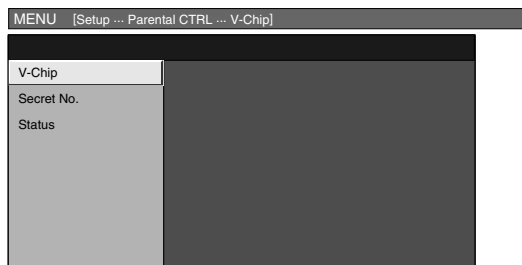 MENU [Setup ··· Parental CTRL ··· V-Chip]
V-Chip
Secret No.
Status